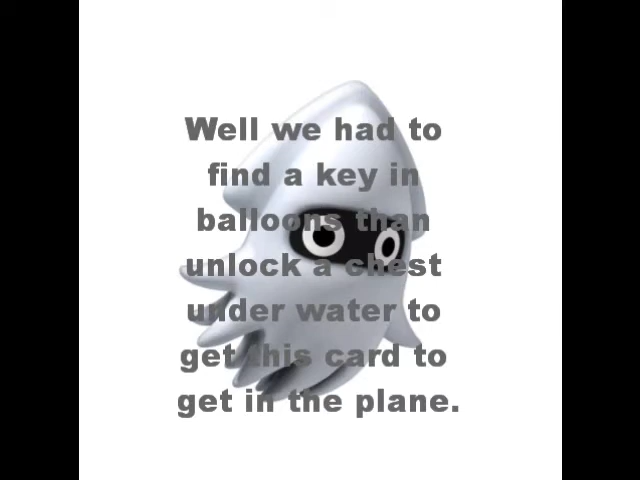 Well we had to
find a key in
balloons than
unlock a chest
under water to
get this card to
get in the plane.